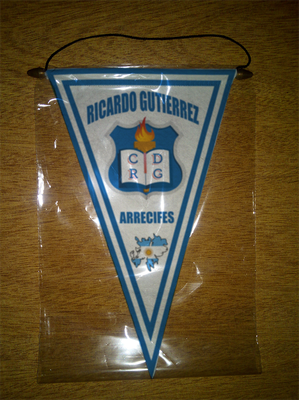 RICARDO GUTIERREZ
C D
R G
ARRECIFES